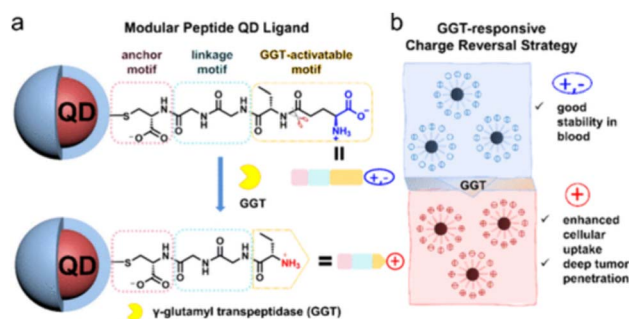 a
Modular Peptide QD Ligand
anchor
motif
linkage
motif
GGT-activatable
motif
QD
S
O
O⁻
O
N
H
H
N
O
O
N
H
H
N
O
O
O⁻
NH₃
+
=
GGT
+,-
QD
S
O
O⁻
O
N
H
H
N
O
O
N
H
NH₃
+
=
+
γ-glutamyl transpeptidase (GGT)
b
GGT-responsive
Charge Reversal Strategy
+,-
✓ good
stability in
blood
GGT
+
✓ enhanced
cellular
uptake
✓ deep tumor
penetration